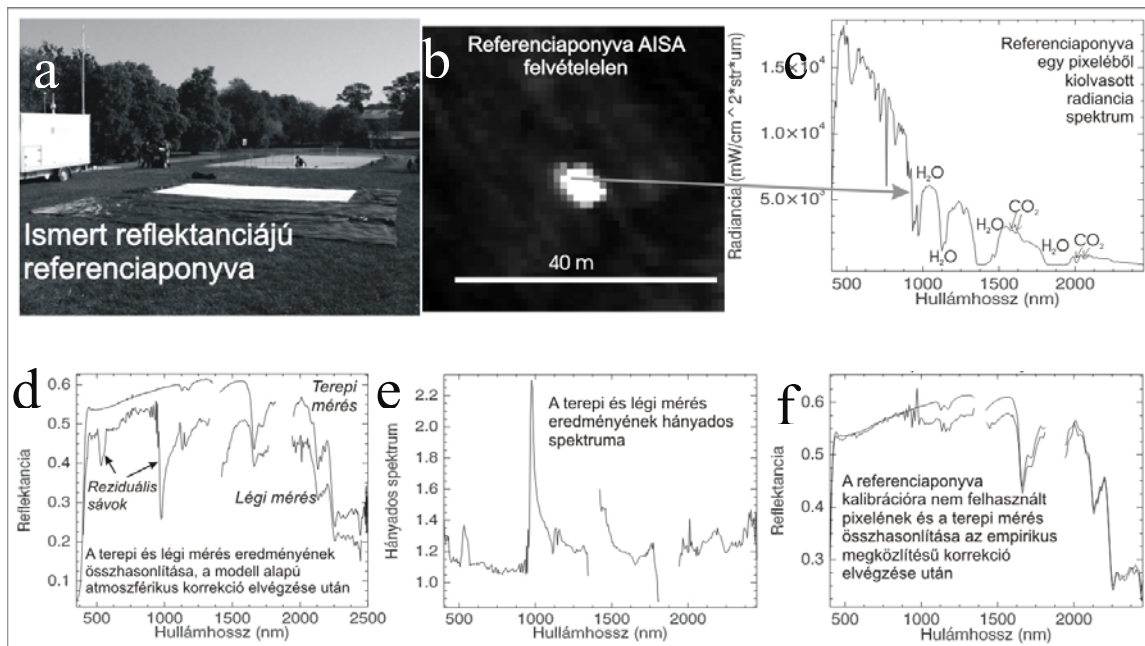 a
Ismert reflektanciájú
referenciaponyva
b
Referenciaponyva AISA
felvételelen
40 m
c
Referenciaponyva
egy pixeléből
kiolvasott
radiancia
spektrum
Radiancia (mW/cm ^ 2*str*um)
1.5×10⁴
1.0×10⁴
5.0×10³
H₂O
H₂O
H₂O
CO₂
H₂O
CO₂
500
1000
1500
2000
Hullámhossz (nm)
d
Terepi
mérés
Reziduális
sávok
Légi mérés
A terepi és légi mérés eredményének
összhasonlítása, a modell alapú
atmoszférikus korrekció elvégzése után
Reflektancia
0.6
0.5
0.4
0.3
0.2
0.1
500
1000
1500
2000
2500
Hullámhossz (nm)
e
A terepi és légi mérés
eredményének hányados
spektruma
Hányados spektrum
2.2
2.0
1.8
1.6
1.4
1.2
1.0
500
1000
1500
2000
Hullámhossz (nm)
f
A referenciaponyva
kalibrációra nem felhasznált
pixelének és a terepi mérés
összhasonlítása az empirikus
megközelítésű korrekció
elvégzése után
Reflektancia
0.6
0.5
0.4
0.3
500
1000
1500
2000
Hullámhossz (nm)